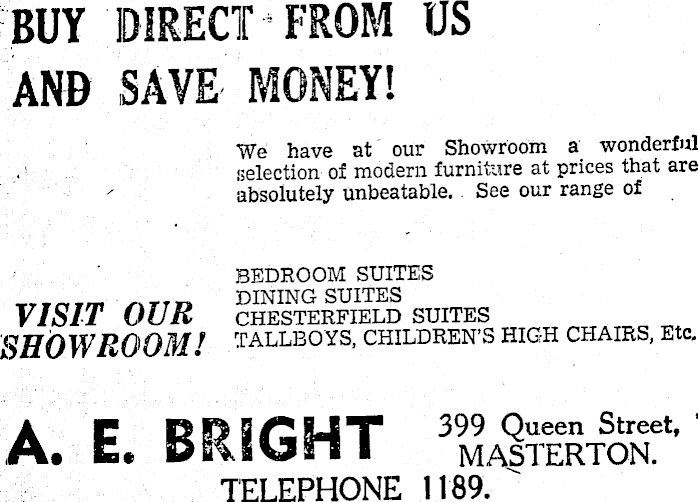 BUY DIRECT FROM US
AND SAVE MONEY!
We have at our Showroom a wonderful
selection of modern furniture at prices that are
absolutely unbeatable. See our range of
BEDROOM SUITES
DINING SUITES
CHESTERFIELD SUITES
TALLBOYS, CHILDREN'S HIGH CHAIRS, Etc.
VISIT OUR
SHOWROOM!
A. E. BRIGHT
399 Queen Street,
MASTERTON.
TELEPHONE 1189.